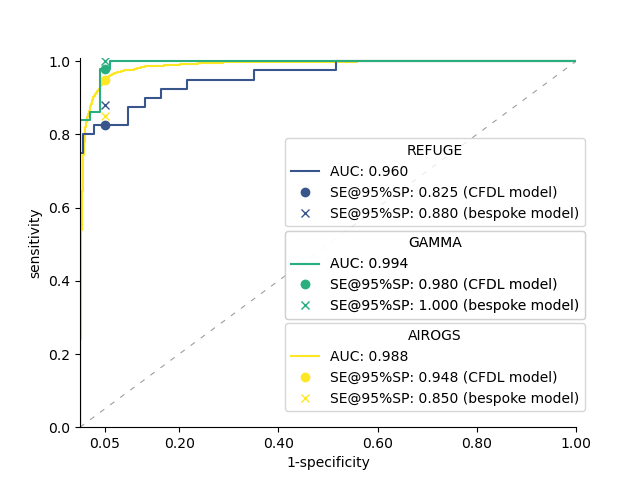 1.0
0.8
0.6
0.4
0.2
0.0
sensitivity
REFUGE
AUC: 0.960
SE@95%SP: 0.825 (CFDL model)
SE@95%SP: 0.880 (bespoke model)
GAMMA
AUC: 0.994
SE@95%SP: 0.980 (CFDL model)
SE@95%SP: 1.000 (bespoke model)
AIROGS
AUC: 0.988
SE@95%SP: 0.948 (CFDL model)
SE@95%SP: 0.850 (bespoke model)
0.05 0.20 0.40 0.60 0.80 1.00
1-specificity